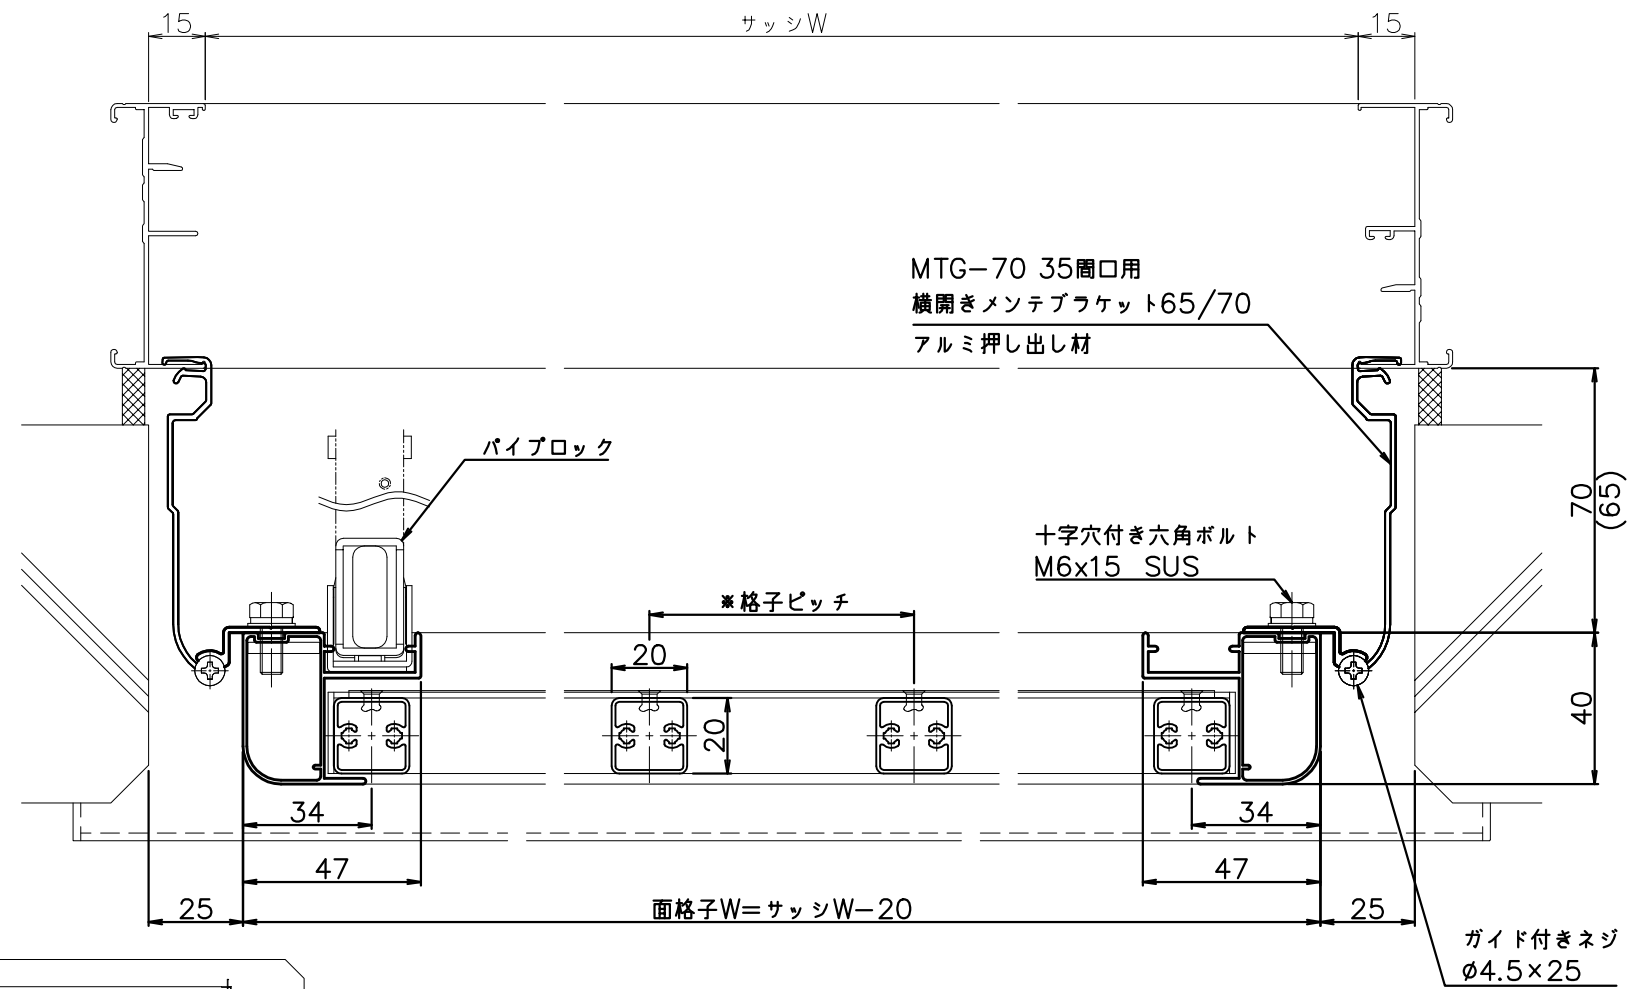 15
サッシW
15
MTG-70 35間口用
横開きメンテブラケット65/70
アルミ押し出し材
パイプロック
70
(65)
十字穴付き六角ボルト
M6x15 SUS
※格子ピッチ
20
20
40
34
34
47
47
25
面格子W=サッシW-20
25
ガイド付きネジ
φ4.5×25